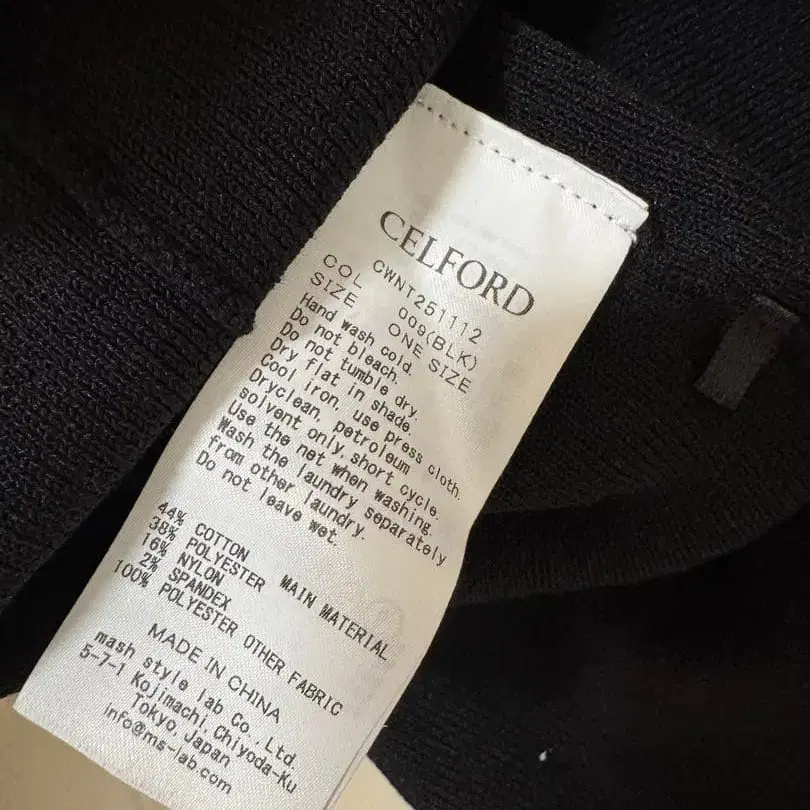 CELFORD
CWNT251112
COL 009(BLK)
SIZE ONE SIZE
Hand wash cold.
Do not bleach.
Do not tumble dry.
Dry flat in shade.
Cool iron, use press cloth.
Dryclean, petroleum
solvent only, short cycle.
Use the net when washing.
Wash the laundry separately
from other laundry.
Do not leave wet.
44% COTTON
38% POLYESTER MAIN MATERIAL
16% NYLON
2% SPANDEX
100% POLYESTER OTHER FABRIC
MADE IN CHINA
mash style lab Co., Ltd.
5-7-1 Kojimachi, Chiyoda-Ku
Tokyo, Japan
info@ms-lab.com